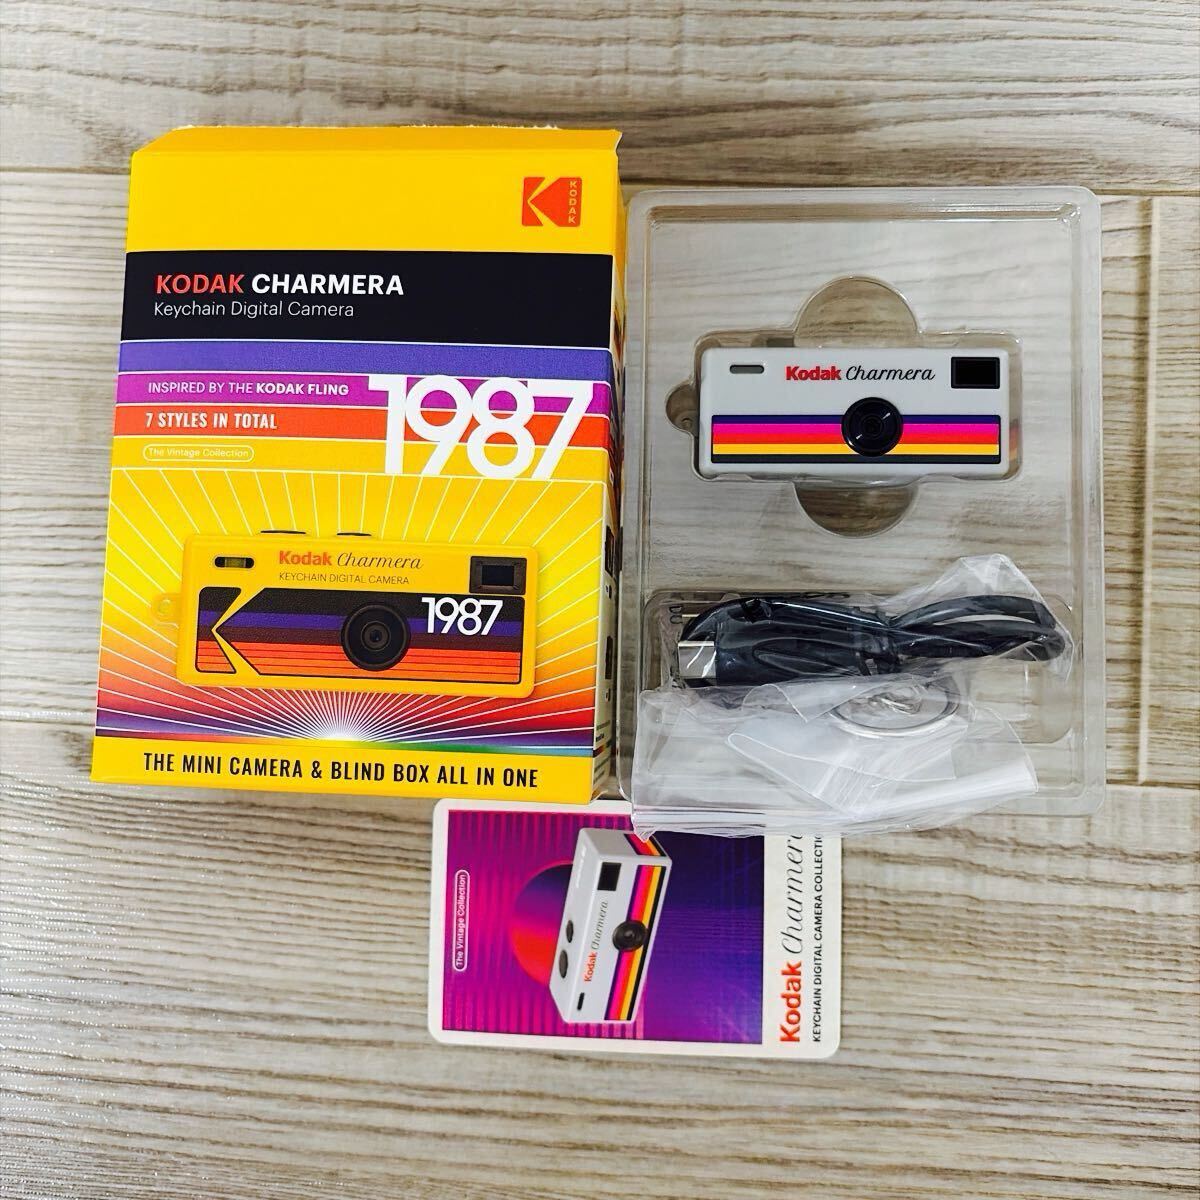 KODAK
KODAK CHARMERA
Keychain Digital Camera
INSPIRED BY THE KODAK FLING
1987
7 STYLES IN TOTAL
The Vintage Collection
Kodak Charmera
KEYCHAIN DIGITAL CAMERA
1987
THE MINI CAMERA & BLIND BOX ALL IN ONE
Kodak Charmera
The Vintage Collection
Kodak Charmera
Kodak Charmera
KEYCHAIN DIGITAL CAMERA COLLECTIO